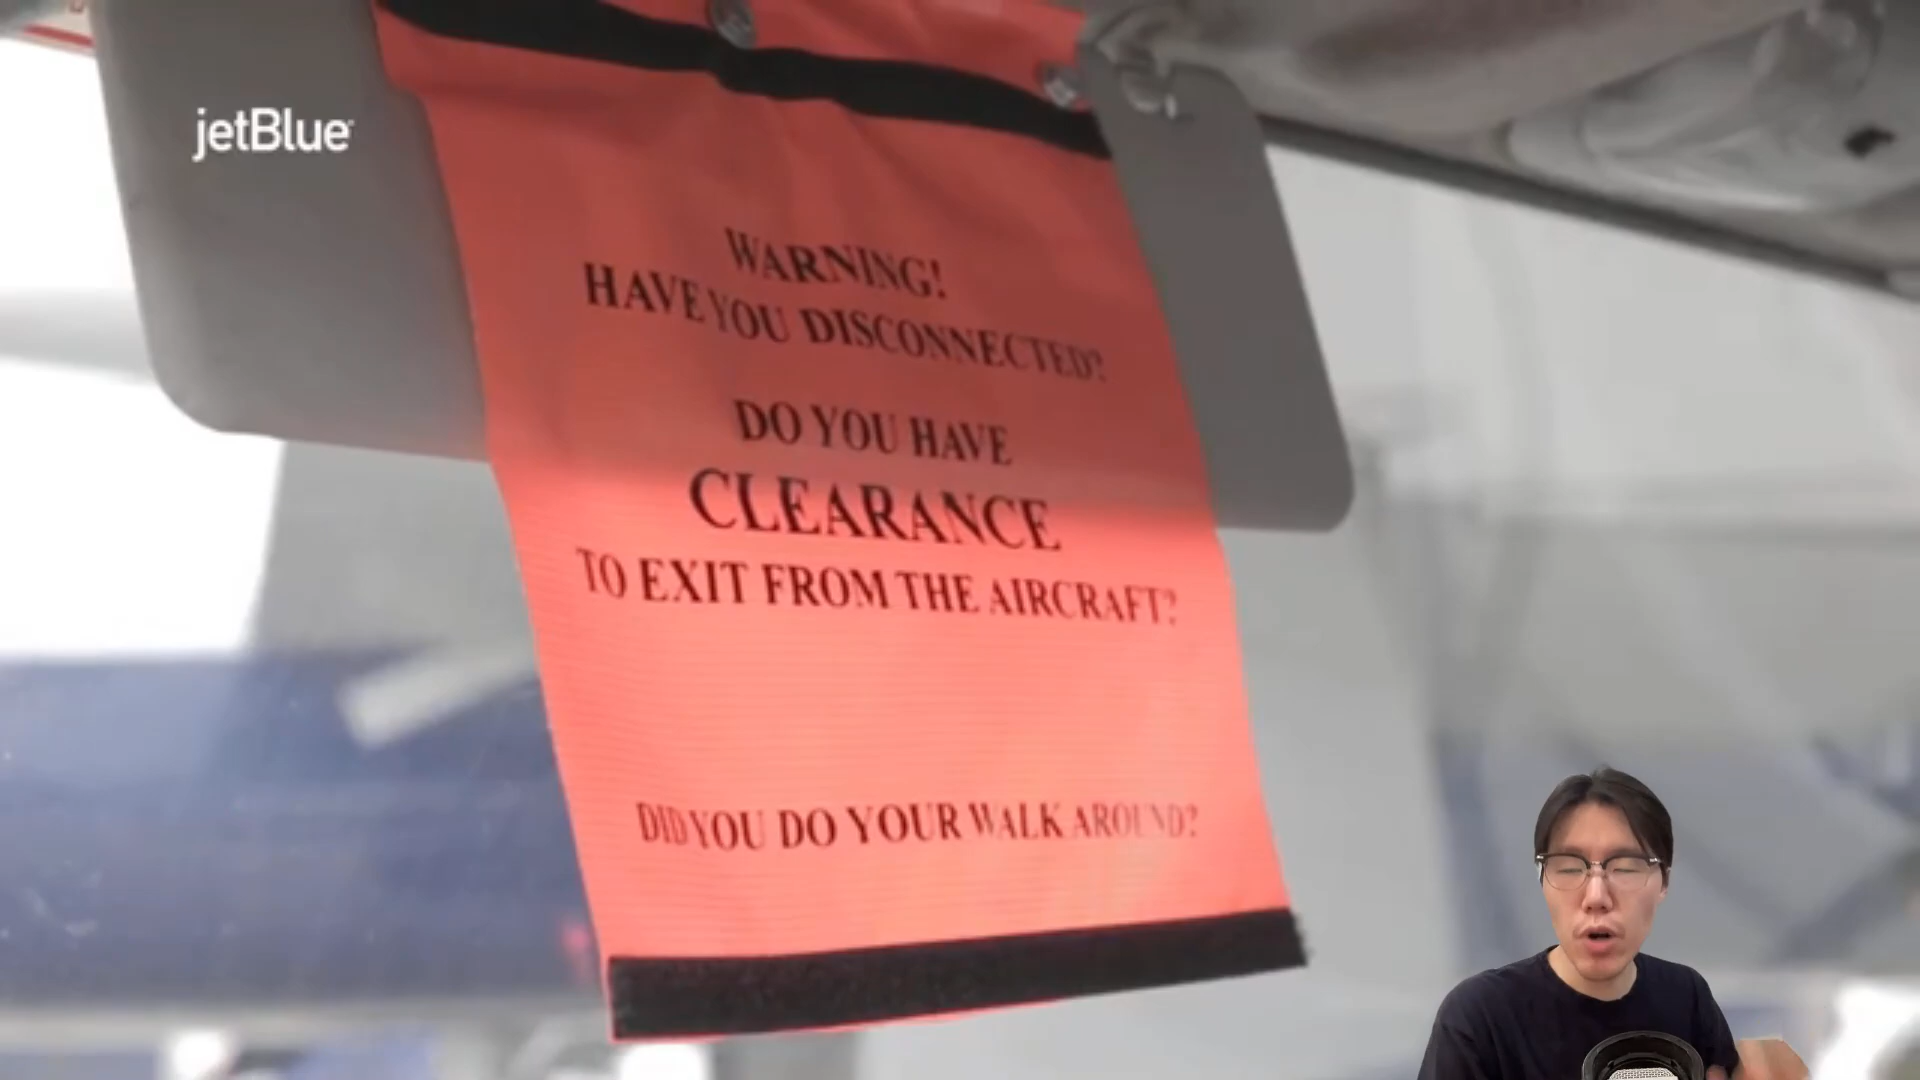 jetBlue
WARNING!
HAVE YOU DISCONNECTED?
DO YOU HAVE
CLEARANCE
TO EXIT FROM THE AIRCRAFT?
DID YOU DO YOUR WALK AROUND?